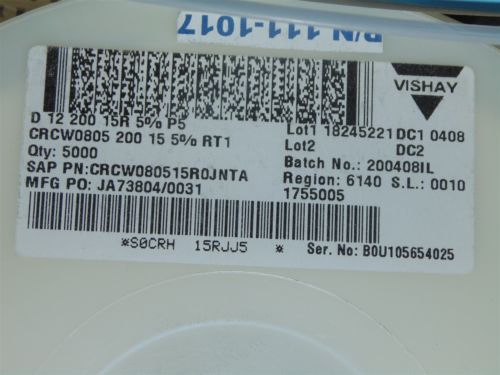 P/N 111-1017
VISHAY
D 12 200 15R 5% P5
CRCW0805 200 15 5% RT1
Qty: 5000
SAP PN:CRCW080515R0JNTA
MFG PO: JA73804/0031
Lot1 18245221 DC1 0408
Lot2 DC2
Batch No.: 200408IL
Region: 6140 S.L.: 0010
1755005
*S0CRH 15RJJ5 *
Ser. No: B0U105654025